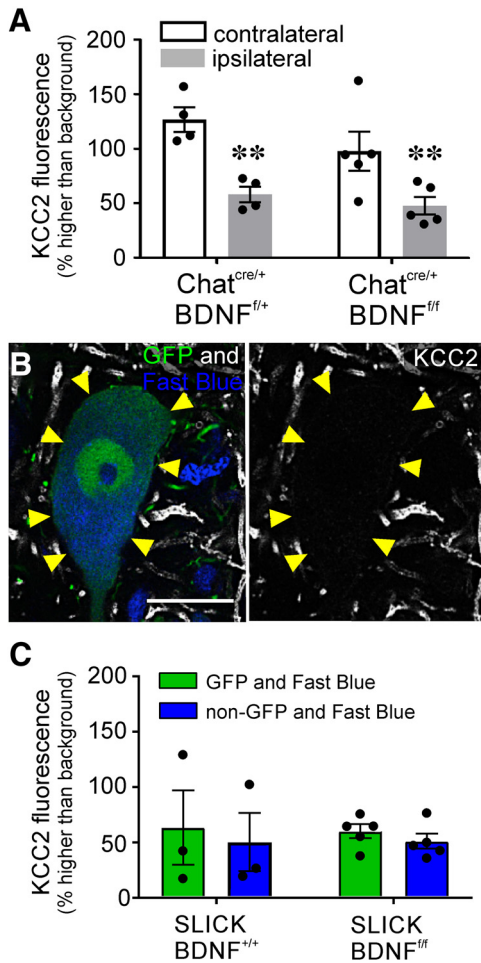 A
KCC2 fluorescence
(% higher than background)
200
150
100
50
0
contralateral
ipsilateral
**
**
Chat^cre/+
BDNF^f/+
Chat^cre/+
BDNF^f/f
B
GFP and
Fast Blue
KCC2
C
KCC2 fluorescence
(% higher than background)
200
150
100
50
0
GFP and Fast Blue
non-GFP and Fast Blue
SLICK
BDNF^+/+
SLICK
BDNF^f/f